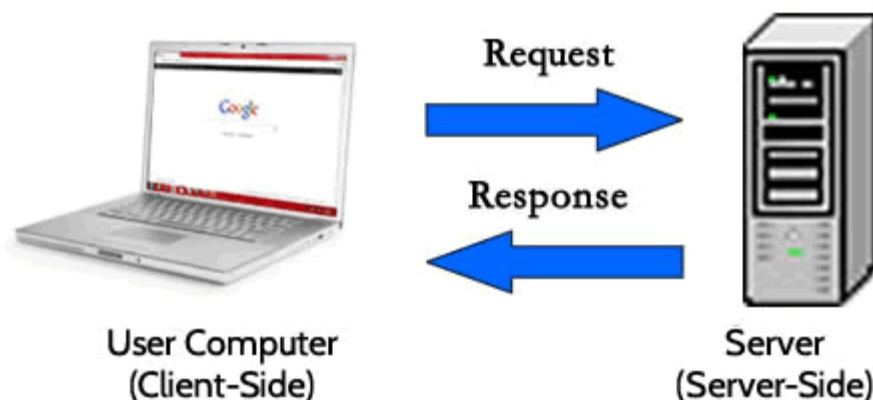 Request
Google
Response
User Computer
(Client-Side)
Server
(Server-Side)